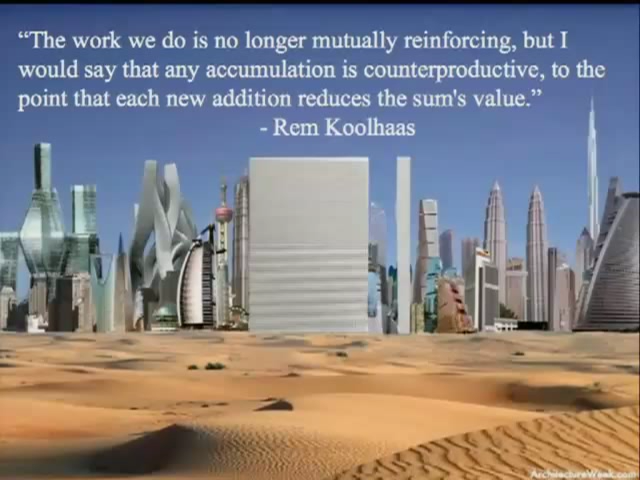 “The work we do is no longer mutually reinforcing, but I
would say that any accumulation is counterproductive, to the
point that each new addition reduces the sum's value.”
- Rem Koolhaas
ArchitectureWeek.com